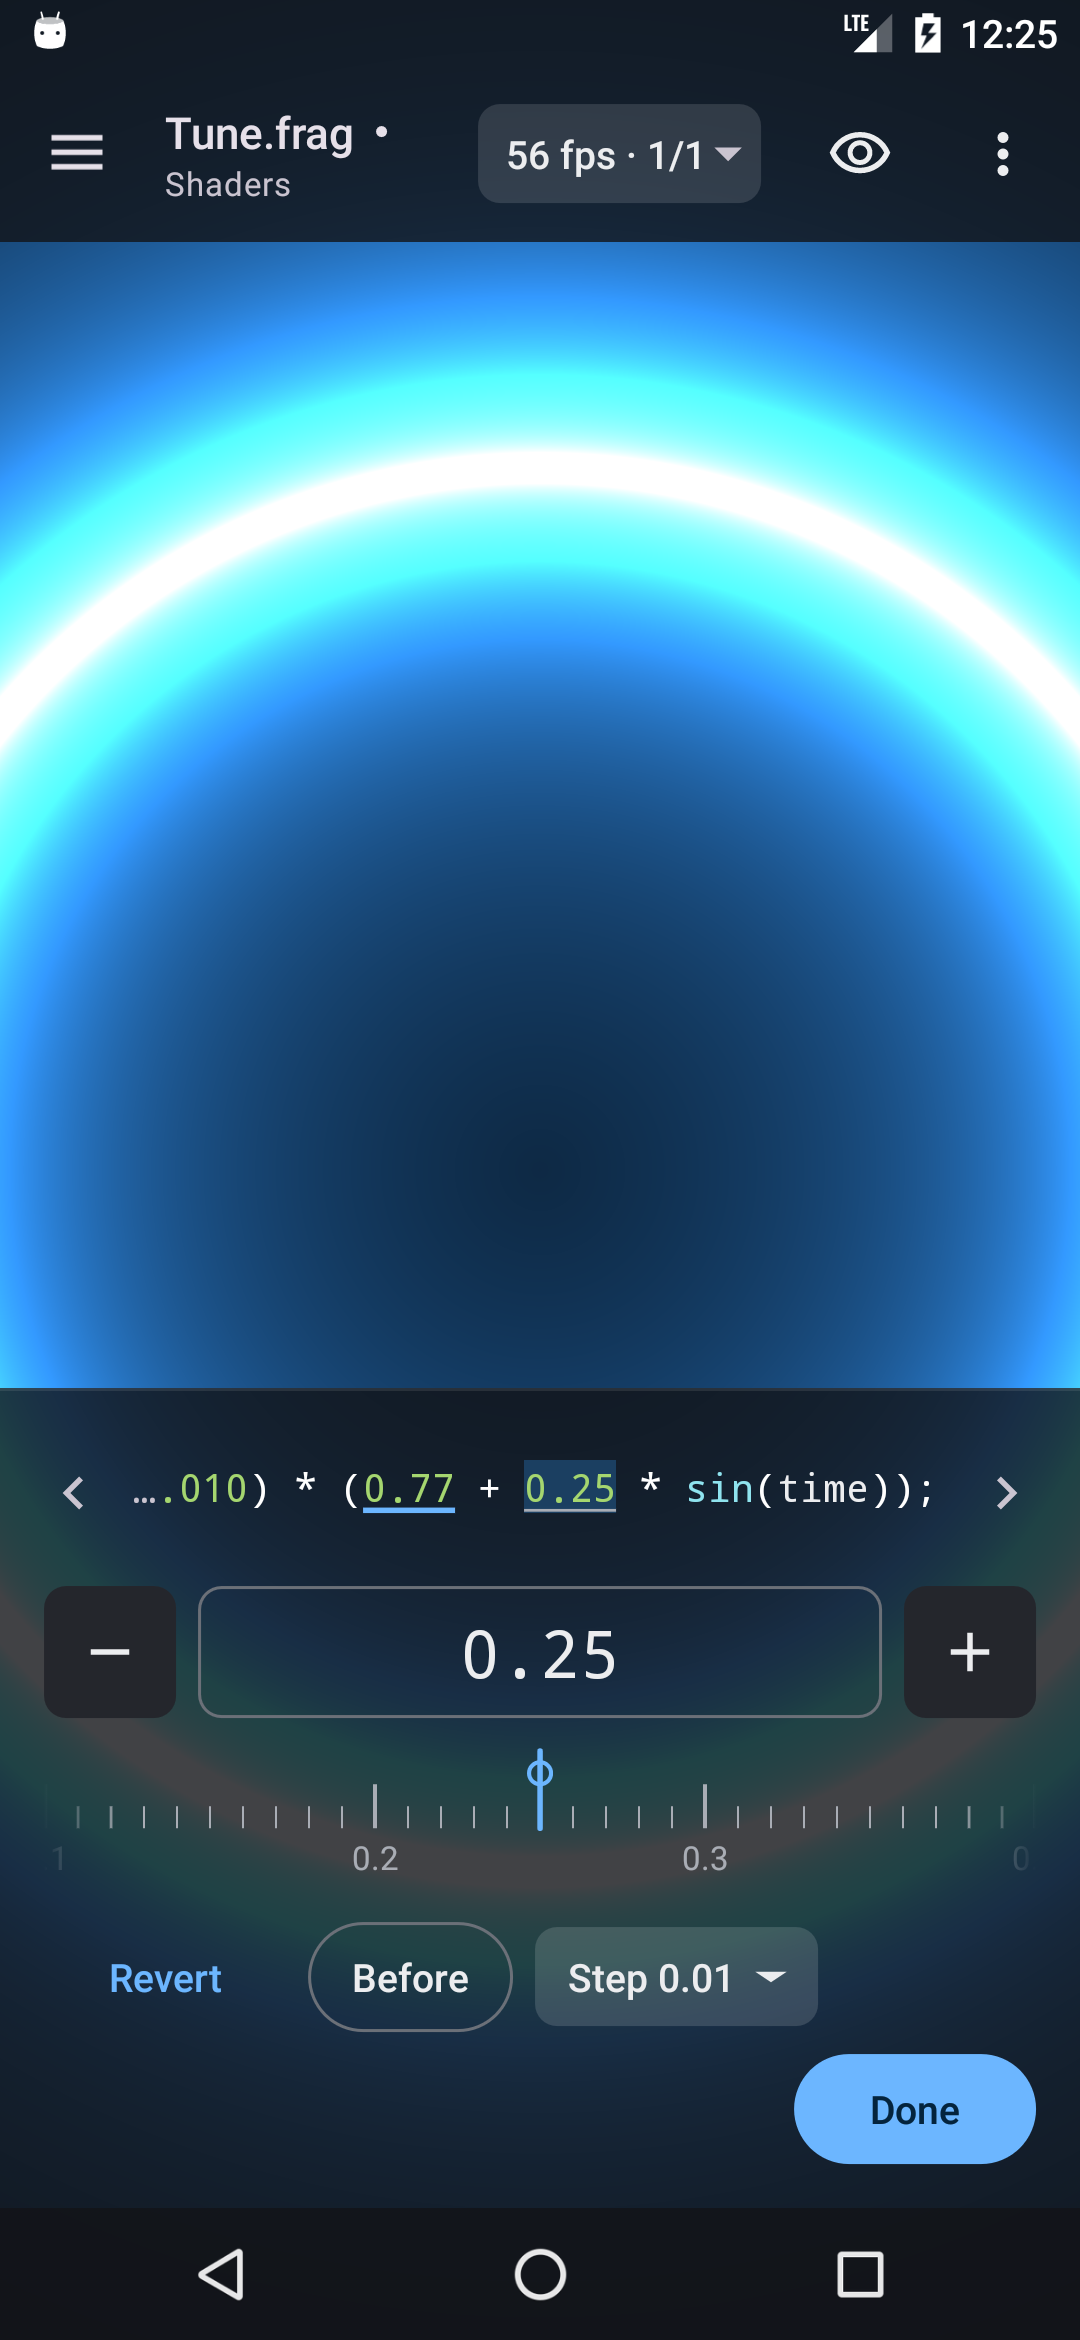 LTE 12:25
Tune.frag •
Shaders
56 fps · 1/1
….010) * (0.77 + 0.25 * sin(time));
− 0.25 +
1 0.2 0.3 0
Revert Before Step 0.01
Done